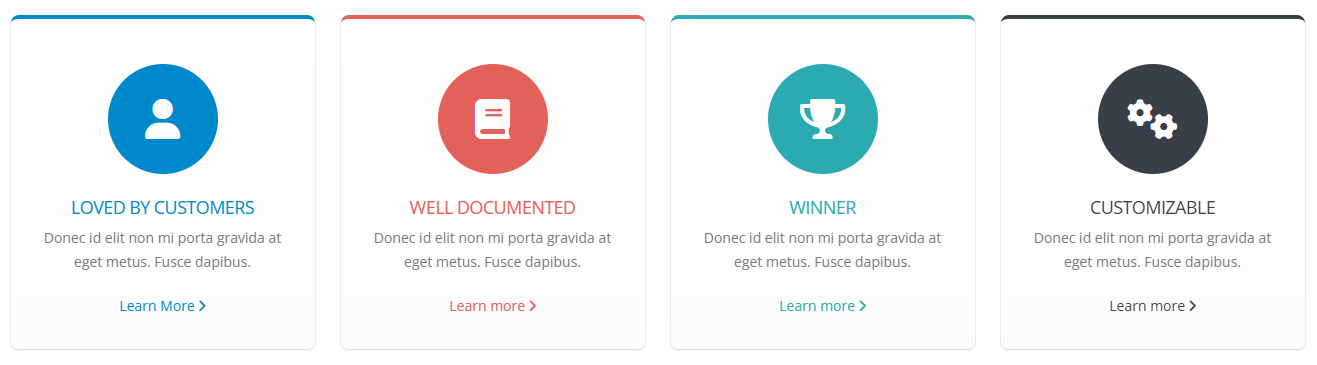 LOVED BY CUSTOMERS
Donec id elit non mi porta gravida at
eget metus. Fusce dapibus.
Learn More
WELL DOCUMENTED
Donec id elit non mi porta gravida at
eget metus. Fusce dapibus.
Learn more
WINNER
Donec id elit non mi porta gravida at
eget metus. Fusce dapibus.
Learn more
CUSTOMIZABLE
Donec id elit non mi porta gravida at
eget metus. Fusce dapibus.
Learn more